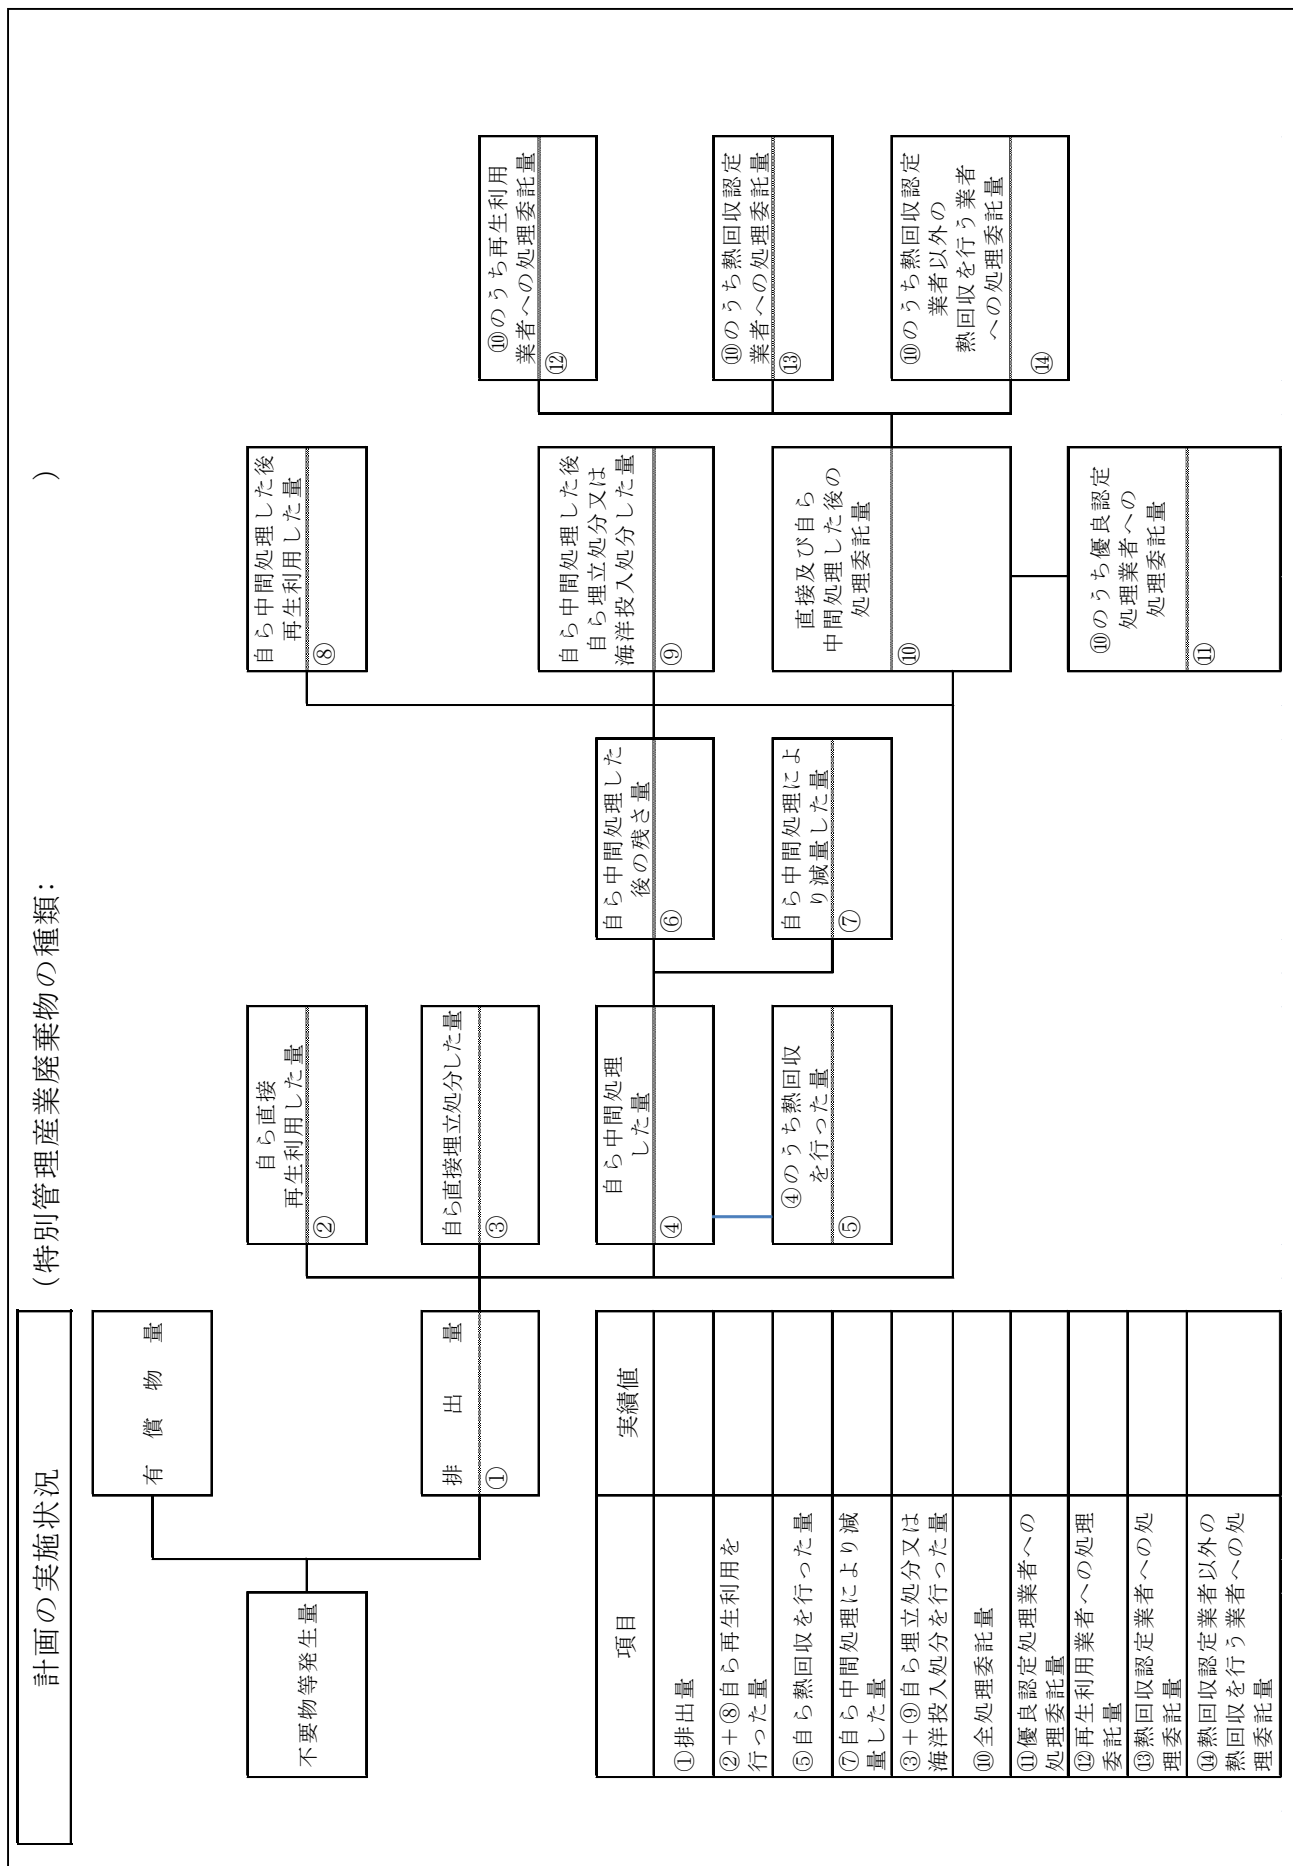 計画の実施状況
（特別管理産業廃棄物の種類：　　　　　　　　　　）
不要物等発生量
有償物量
排出量
①
自ら直接
再生利用した量
②
自ら直接埋立処分した量
③
自ら中間処理
した量
④
④のうち熱回収
を行った量
⑤
自ら中間処理した
後の残さ量
⑥
自ら中間処理によ
り減量した量
⑦
自ら中間処理した後
再生利用した量
⑧
自ら中間処理した後
自ら埋立処分又は
海洋投入処分した量
⑨
直接及び自ら
中間処理した後の
処理委託量
⑩
⑩のうち優良認定
処理業者への
処理委託量
⑪
⑩のうち再生利用
業者への処理委託量
⑫
⑩のうち熱回収認定
業者への処理委託量
⑬
⑩のうち熱回収認定
業者以外の
熱回収を行う業者
への処理委託量
⑭
項目
実績値
①排出量
②＋⑧自ら再生利用を
行った量
⑤自ら熱回収を行った量
⑦自ら中間処理により減
量した量
③＋⑨自ら埋立処分又は
海洋投入処分を行った量
⑩全処理委託量
⑪優良認定処理業者への
処理委託量
⑫再生利用業者への処理
委託量
⑬熱回収認定業者への処
理委託量
⑭熱回収認定業者以外の
熱回収を行う業者への処
理委託量